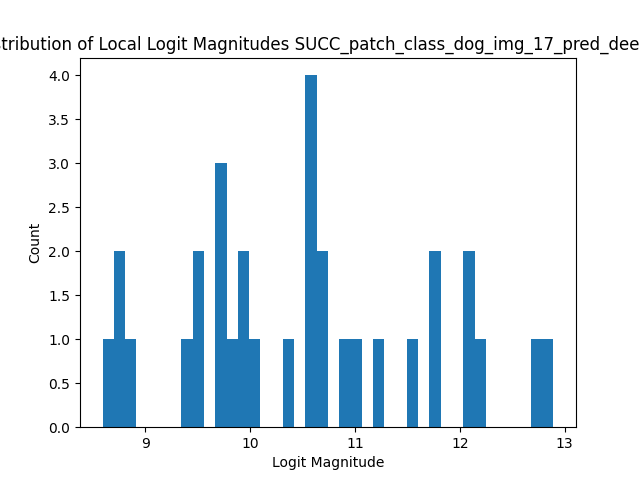 tribution of Local Logit Magnitudes SUCC_patch_class_dog_img_17_pred_dee
4.0
3.5
3.0
2.5
2.0
1.5
1.0
0.5
0.0
Count
9 10 11 12 13
Logit Magnitude